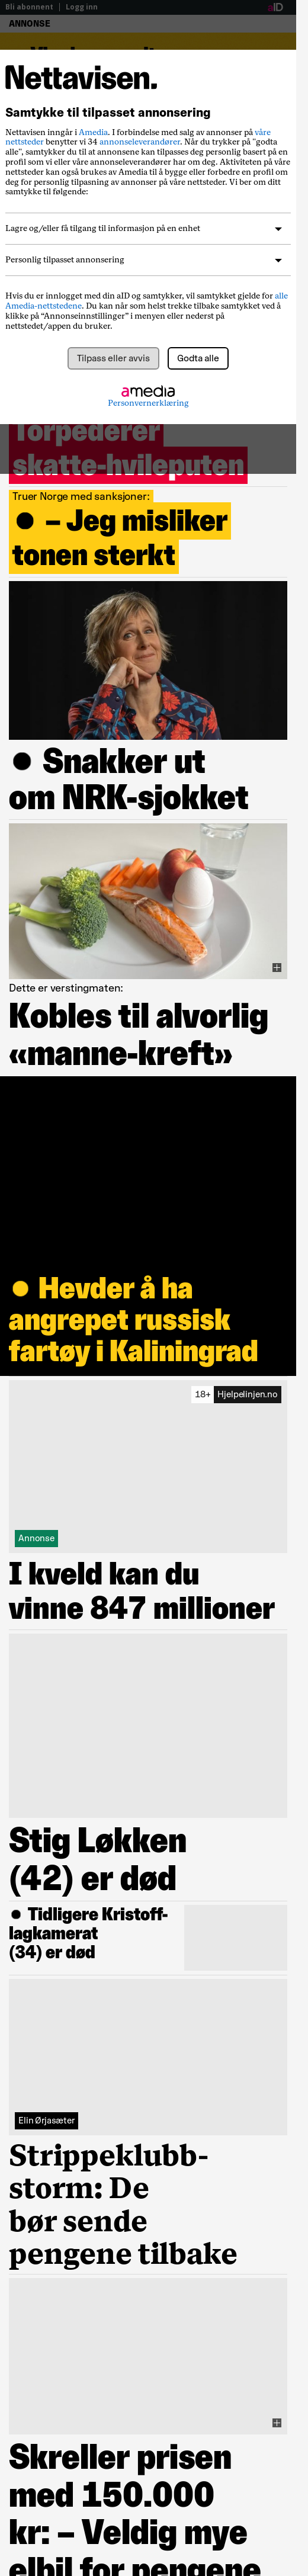 Bli abonnent | Logg inn
aID
ANNONSE
Nettavisen.
Samtykke til tilpasset annonsering
Nettavisen inngår i Amedia. I forbindelse med salg av annonser på våre
nettsteder benytter vi 34 annonseleverandører. Når du trykker på "godta
alle", samtykker du til at annonsene kan tilpasses deg personlig basert på en
profil som vi eller våre annonseleverandører har om deg. Aktiviteten på våre
nettsteder kan også brukes av Amedia til å bygge eller forbedre en profil om
deg for personlig tilpasning av annonser på våre nettsteder. Vi ber om ditt
samtykke til følgende:
Lagre og/eller få tilgang til informasjon på en enhet
Personlig tilpasset annonsering
Hvis du er innlogget med din aID og samtykker, vil samtykket gjelde for alle
Amedia-nettstedene. Du kan når som helst trekke tilbake samtykket ved å
klikke på “Annonseinnstillinger” i menyen eller nederst på
nettstedet/appen du bruker.
Tilpass eller avvis
Godta alle
amedia
Personvernerklæring
Torpederer
skatte-hvileputen
Truer Norge med sanksjoner:
– Jeg misliker
tonen sterkt
Snakker ut
om NRK-sjokket
Dette er verstingmaten:
Kobles til alvorlig
«manne-kreft»
Hevder å ha
angrepet russisk
fartøy i Kaliningrad
18+ Hjelpelinjen.no
Annonse
I kveld kan du
vinne 847 millioner
Stig Løkken
(42) er død
Tidligere Kristoff-
lagkamerat
(34) er død
Elin Ørjasæter
Strippeklubb-
storm: De
bør sende
pengene tilbake
Skreller prisen
med 150.000
kr: – Veldig mye
elbil for pengene